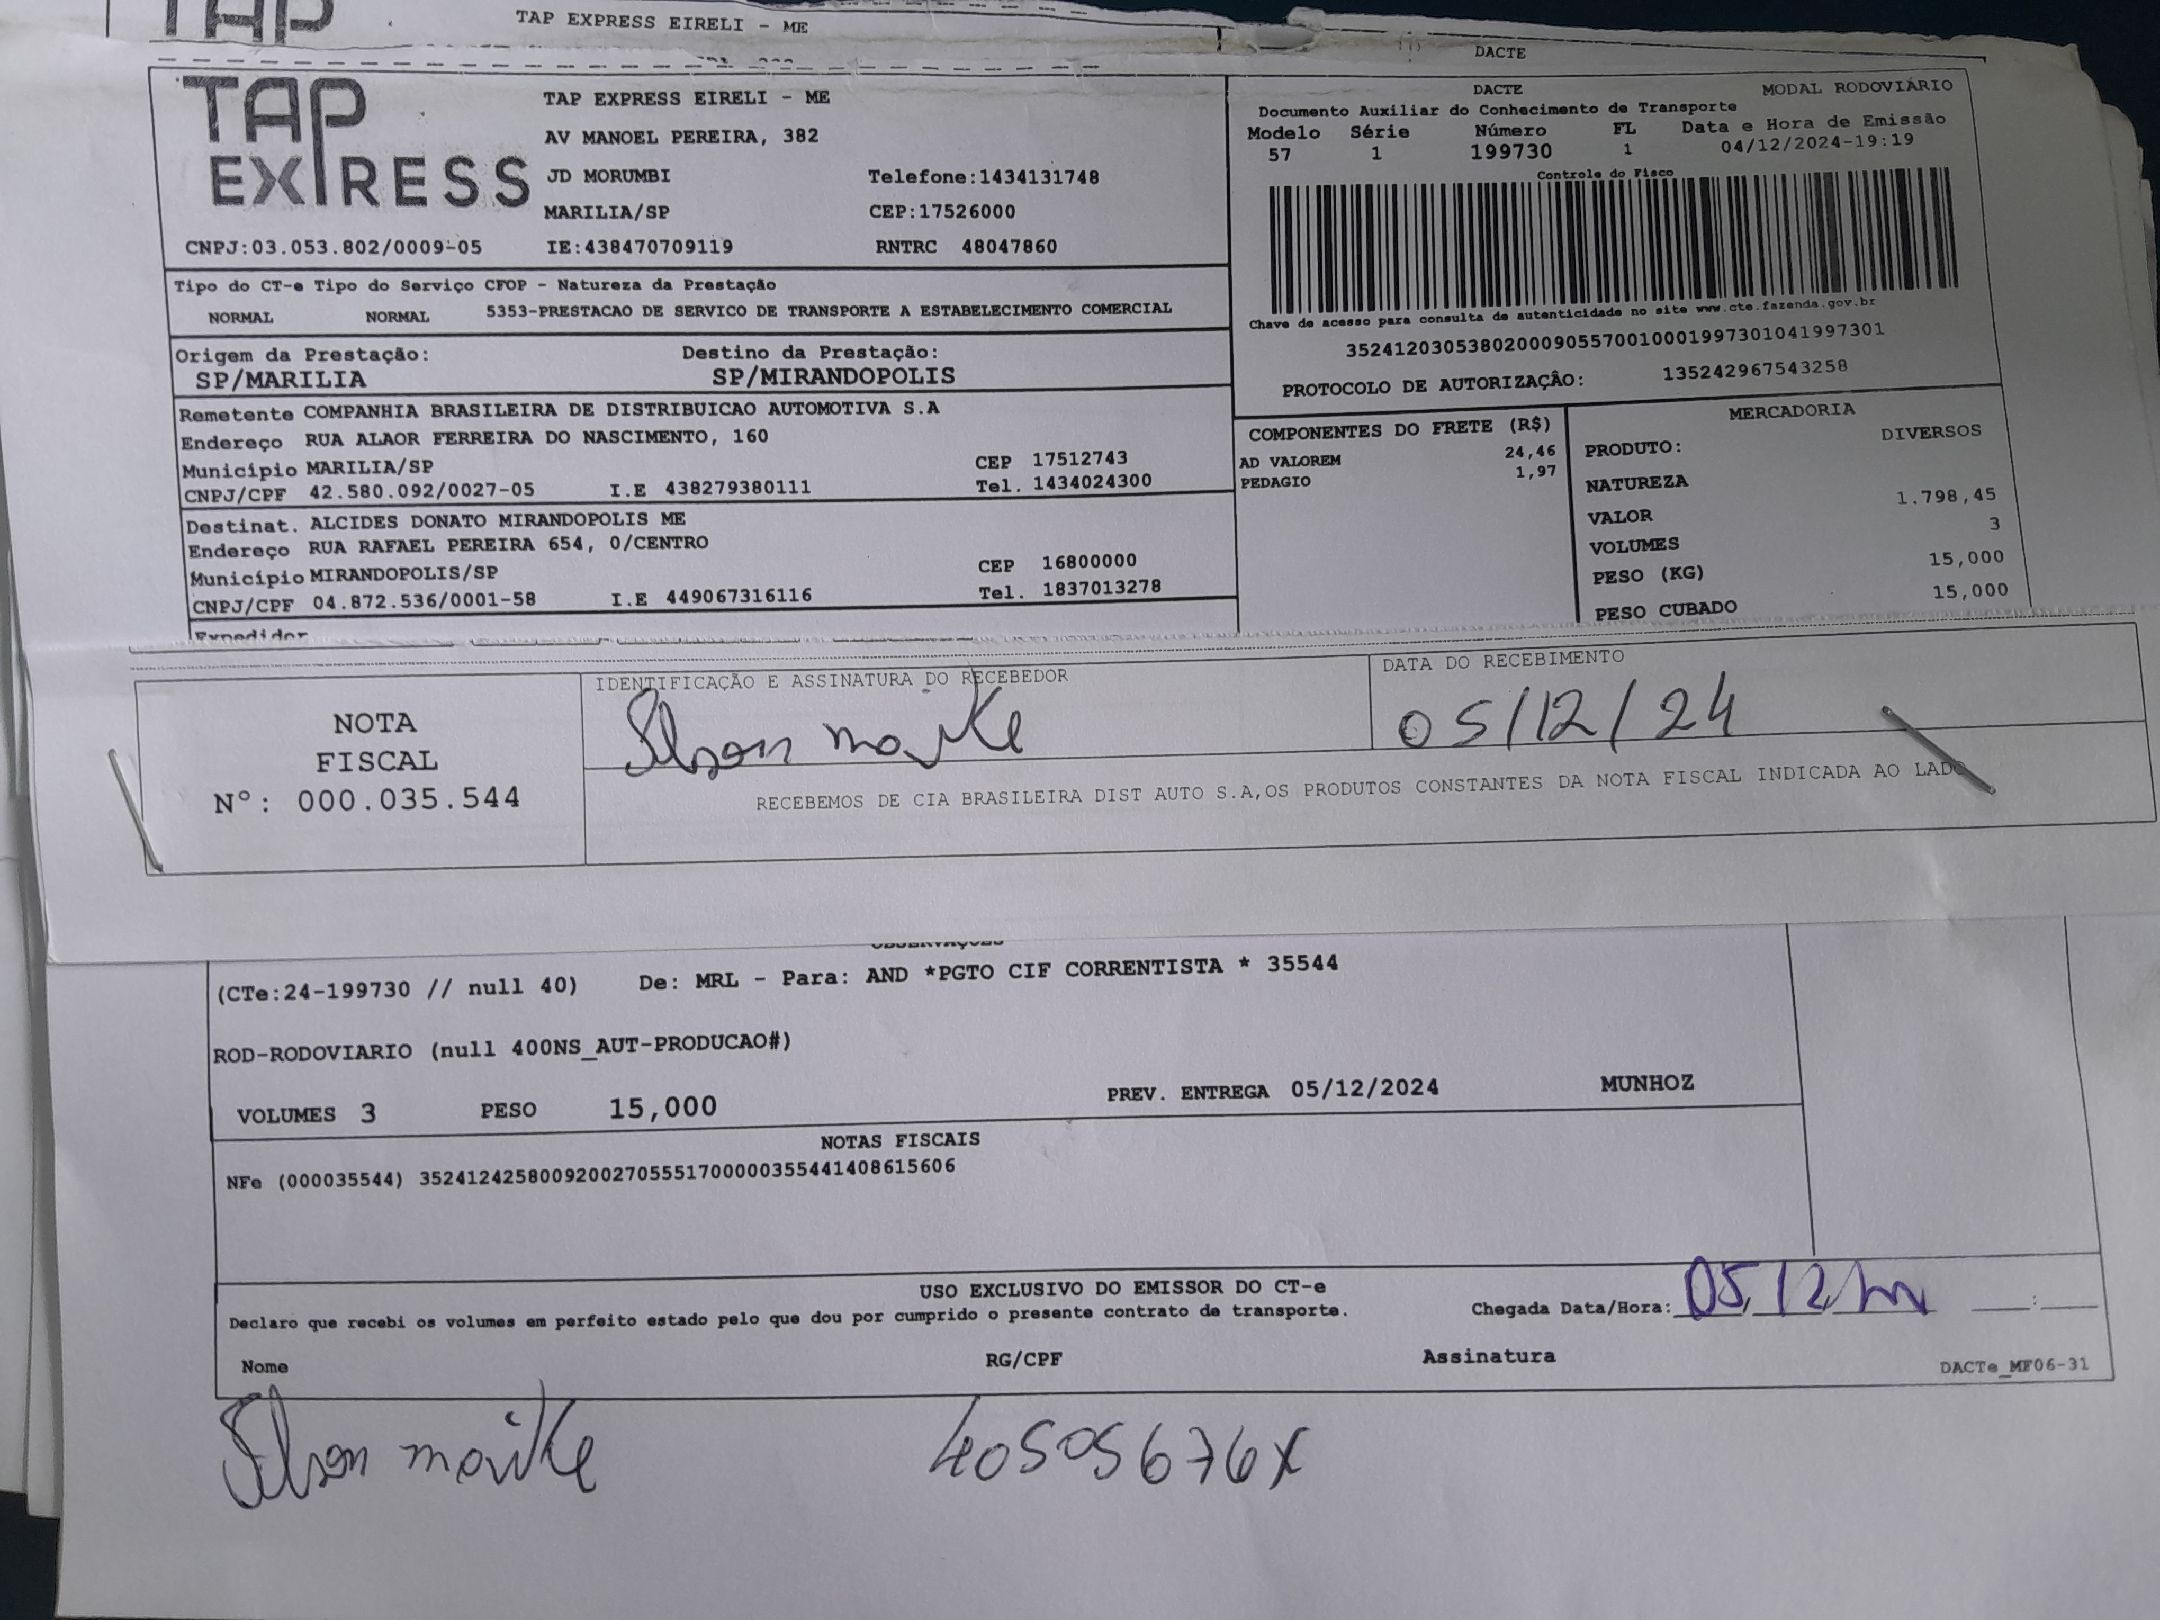 TAP EXPRESS EIRELI - ME
DACTE
TAP EXPRESS
TAP EXPRESS EIRELI - ME
AV MANOEL PEREIRA, 382
JD MORUMBI Telefone:1434131748
MARILIA/SP CEP:17526000
CNPJ:03.053.802/0009-05 IE:438470709119 RNTRC 48047860
DACTE MODAL RODOVIÁRIO
Documento Auxiliar do Conhecimento de Transporte
Modelo Série Número FL Data e Hora de Emissão
57 1 199730 1 04/12/2024-19:19
Controle do Fisco
Chave de acesso para consulta de autenticidade no site www.cte.fazenda.gov.br
35241203053802000905570010001997301041997301
PROTOCOLO DE AUTORIZAÇÃO: 135242967543258
Tipo do CT-e Tipo do Serviço CFOP - Natureza da Prestação
NORMAL NORMAL 5353-PRESTACAO DE SERVICO DE TRANSPORTE A ESTABELECIMENTO COMERCIAL
Origem da Prestação: Destino da Prestação:
SP/MARILIA SP/MIRANDOPOLIS
Remetente COMPANHIA BRASILEIRA DE DISTRIBUICAO AUTOMOTIVA S.A
Endereço RUA ALAOR FERREIRA DO NASCIMENTO, 160
Município MARILIA/SP CEP 17512743
CNPJ/CPF 42.580.092/0027-05 I.E 438279380111 Tel. 1434024300
Destinat. ALCIDES DONATO MIRANDOPOLIS ME
Endereço RUA RAFAEL PEREIRA 654, 0/CENTRO
Município MIRANDOPOLIS/SP CEP 16800000
CNPJ/CPF 04.872.536/0001-58 I.E 449067316116 Tel. 1837013278
Expedidor
COMPONENTES DO FRETE (R$)
AD VALOREM 24,46
PEDAGIO 1,97
MERCADORIA
PRODUTO: DIVERSOS
NATUREZA
VALOR 1.798,45
VOLUMES 3
PESO (KG) 15,000
PESO CUBADO 15,000
NOTA
FISCAL
Nº: 000.035.544
IDENTIFICAÇÃO E ASSINATURA DO RECEBEDOR
DATA DO RECEBIMENTO
05/12/24
RECEBEMOS DE CIA BRASILEIRA DIST AUTO S.A,OS PRODUTOS CONSTANTES DA NOTA FISCAL INDICADA AO LADO
OBSERVAÇÕES
(CTe:24-199730 // null 40) De: MRL - Para: AND *PGTO CIF CORRENTISTA * 35544
ROD-RODOVIARIO (null 400NS_AUT-PRODUCAO#)
VOLUMES 3 PESO 15,000 PREV. ENTREGA 05/12/2024 MUNHOZ
NOTAS FISCAIS
NFe (000035544) 35241242580092002705551700000355441408615606
USO EXCLUSIVO DO EMISSOR DO CT-e
Declaro que recebi os volumes em perfeito estado pelo que dou por cumprido o presente contrato de transporte.
Chegada Data/Hora: 05/12/
Nome RG/CPF Assinatura DACTe_MF06-31
40505676X